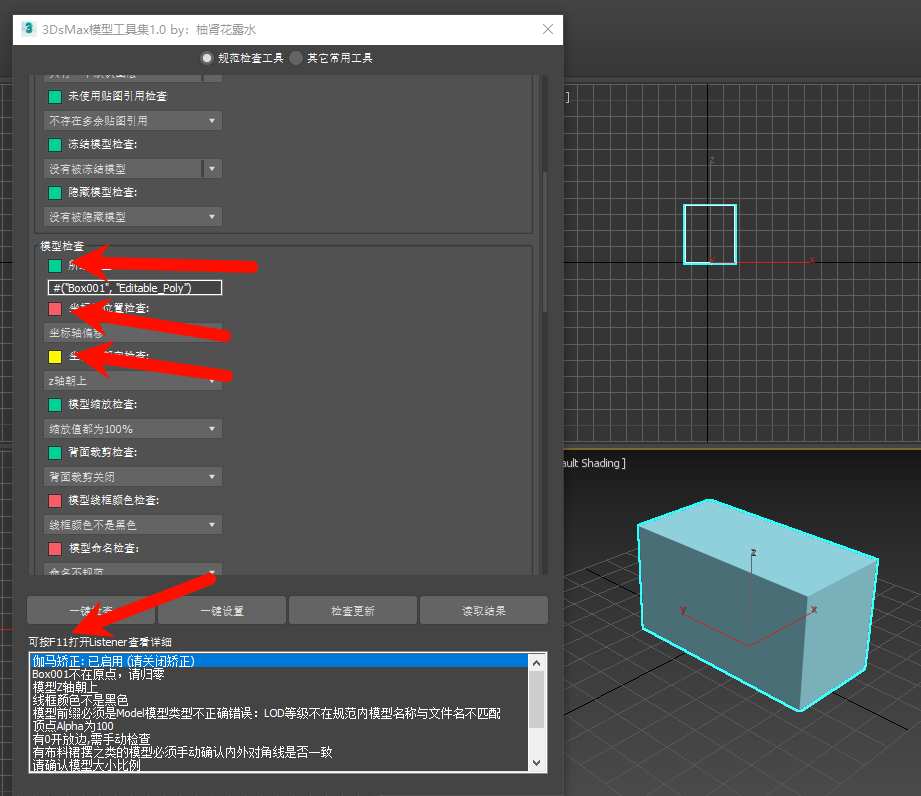 3DsMax模型工具集1.0 by：柚肾花露水
规范检查工具
其它常用工具
未使用贴图引用检查
不存在多余贴图引用
冻结模型检查:
没有被冻结模型
隐藏模型检查:
没有被隐藏模型
模型检查
#("Box001", "Editable_Poly")
位置检查:
坐标轴偏移
检查:
z轴朝上
模型缩放检查:
缩放值都为100%
背面裁剪检查:
背面裁剪关闭
模型线框颜色检查:
线框颜色不是黑色
模型命名检查:
命名不规范
一键检查
一键设置
检查更新
读取结果
可按F11打开Listener查看详细
伽马矫正: 已启用 (请关闭矫正)
Box001不在原点，请归零
模型Z轴朝上
线框颜色不是黑色
模型前缀必须是Model模型类型不正确错误：LOD等级不在规范内模型名称与文件名不匹配
顶点Alpha为100
有0开放边,需手动检查
有布料裙摆之类的模型必须手动确认内外对角线是否一致
请确认模型大小比例
]
z
x
ault Shading ]
z
y
x